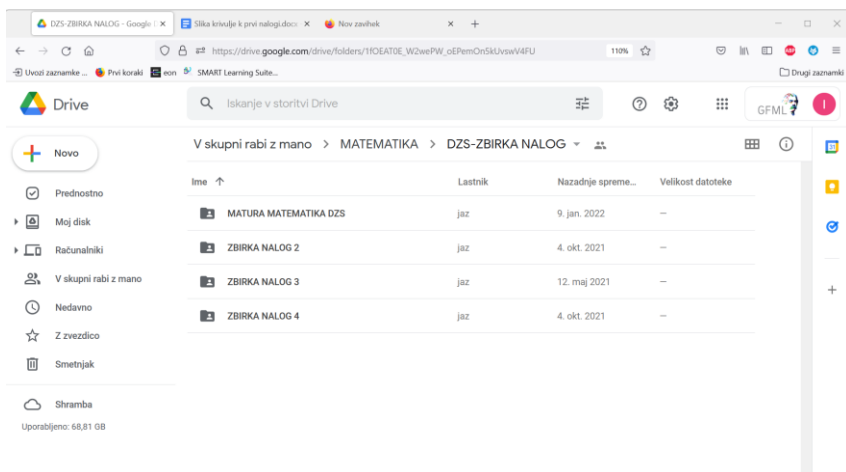 DZS-ZBIRKA NALOG - Google
Slika krivulje k prvi nalogi.docx
Nov zavihek
https://drive.google.com/drive/folders/1fOEAT0E_W2wePW_oEPemOn5kUvswV4FU
110%
Uvozi zaznamke ...
Prvi koraki
eon
SMART Learning Suite...
Drugi zaznamki
Drive
Iskanje v storitvi Drive
GFML
I
Novo
V skupni rabi z mano > MATEMATIKA > DZS-ZBIRKA NALOG
Prednostno
Moj disk
Računalniki
V skupni rabi z mano
Nedavno
Z zvezdico
Smetnjak
Shramba
Uporabljeno: 68,81 GB
Ime Lastnik Nazadnje spreme... Velikost datoteke
MATURA MATEMATIKA DZS jaz 9. jan. 2022 —
ZBIRKA NALOG 2 jaz 4. okt. 2021 —
ZBIRKA NALOG 3 jaz 12. maj 2021 —
ZBIRKA NALOG 4 jaz 4. okt. 2021 —